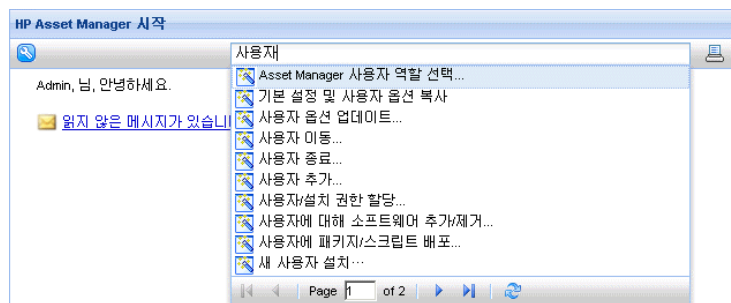 HP Asset Manager 시작
사용재
Admin, 님, 안녕하세요.
읽지 않은 메시지가 있습니
Asset Manager 사용자 역할 선택...
기본 설정 및 사용자 옵션 복사
사용자 옵션 업데이트...
사용자 이동...
사용자 종료...
사용자 추가...
사용자/설치 권한 할당...
사용자에 대해 소프트웨어 추가/제거...
사용자에 패키지/스크립트 배포...
새 사용자 설치...
Page 1 of 2